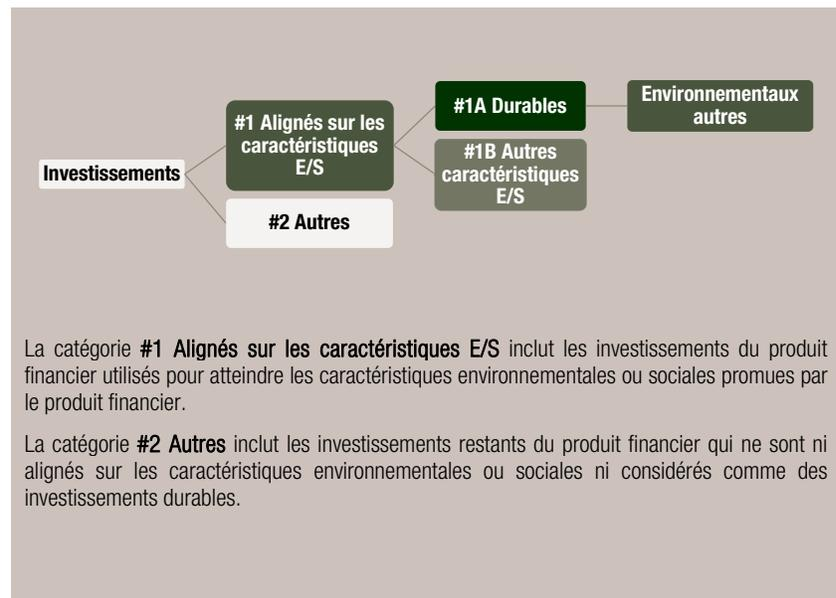 Investissements
#1 Alignés sur les
caractéristiques
E/S
#2 Autres
#1A Durables
#1B Autres
caractéristiques
E/S
Environnementaux
autres
La catégorie #1 Alignés sur les caractéristiques E/S inclut les investissements du produit
financier utilisés pour atteindre les caractéristiques environnementales ou sociales promues par
le produit financier.
La catégorie #2 Autres inclut les investissements restants du produit financier qui ne sont ni
alignés sur les caractéristiques environnementales ou sociales ni considérés comme des
investissements durables.